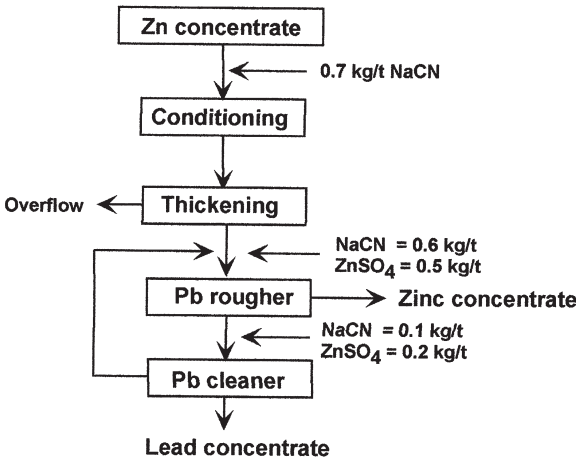 Zn concentrate
0.7 kg/t NaCN
Conditioning
Overflow
Thickening
NaCN = 0.6 kg/t
ZnSO₄ = 0.5 kg/t
Pb rougher
Zinc concentrate
NaCN = 0.1 kg/t
ZnSO₄ = 0.2 kg/t
Pb cleaner
Lead concentrate